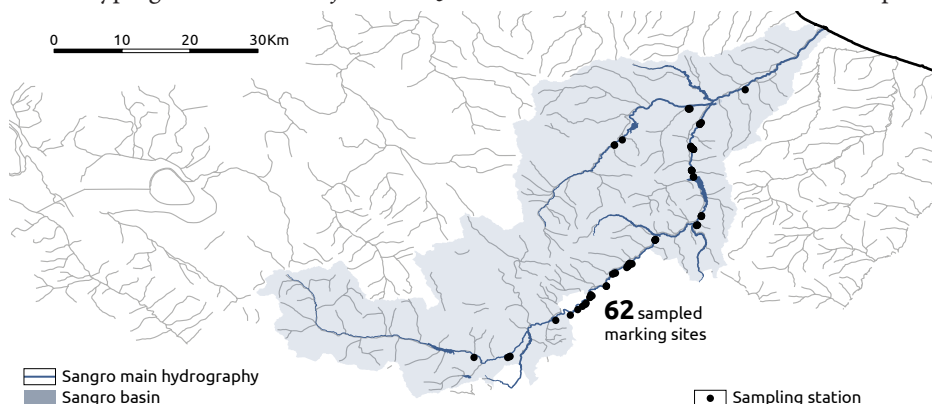 0 10 20 30Km
62 sampled
marking sites
Sangro main hydrography
Sangro basin
Sampling station